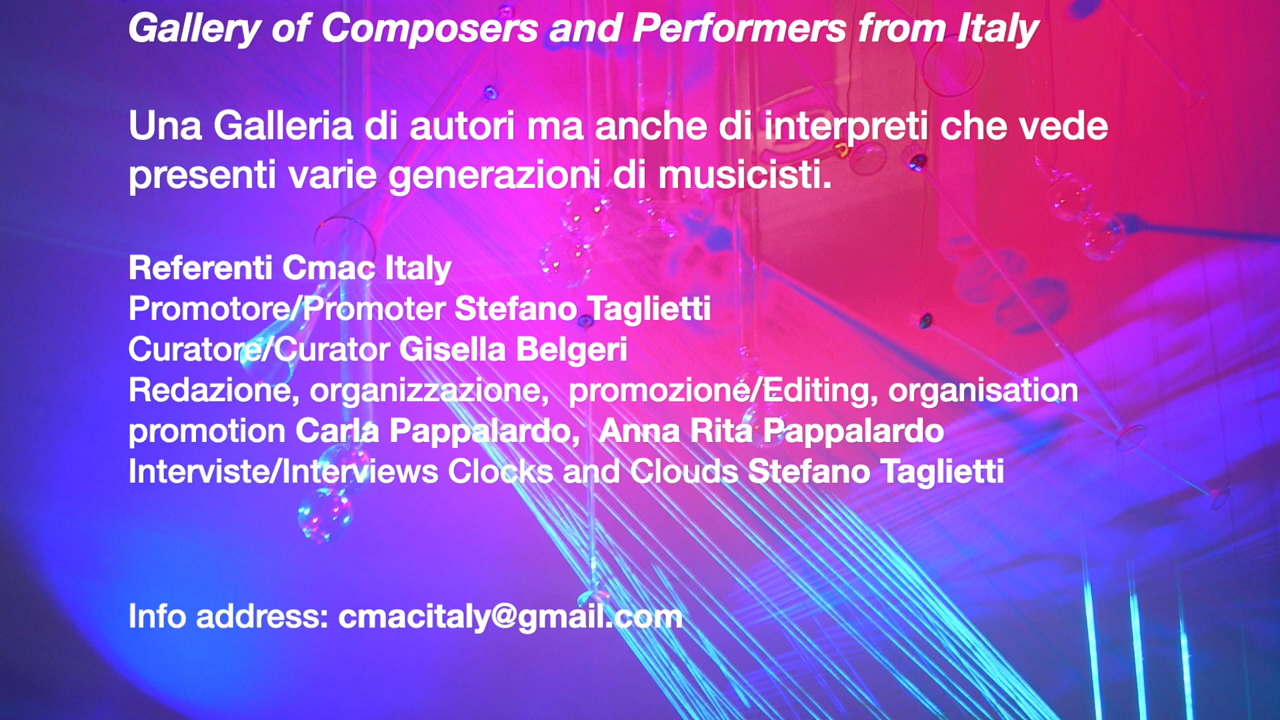 Gallery of Composers and Performers from Italy
Una Galleria di autori ma anche di interpreti che vede
presenti varie generazioni di musicisti.
Referenti Cmac Italy
Promotore/Promoter Stefano Taglietti
Curatore/Curator Gisella Belgeri
Redazione, organizzazione,  promozione/Editing, organisation
promotion Carla Pappalardo,  Anna Rita Pappalardo
Interviste/Interviews Clocks and Clouds Stefano Taglietti
Info address: cmacitaly@gmail.com